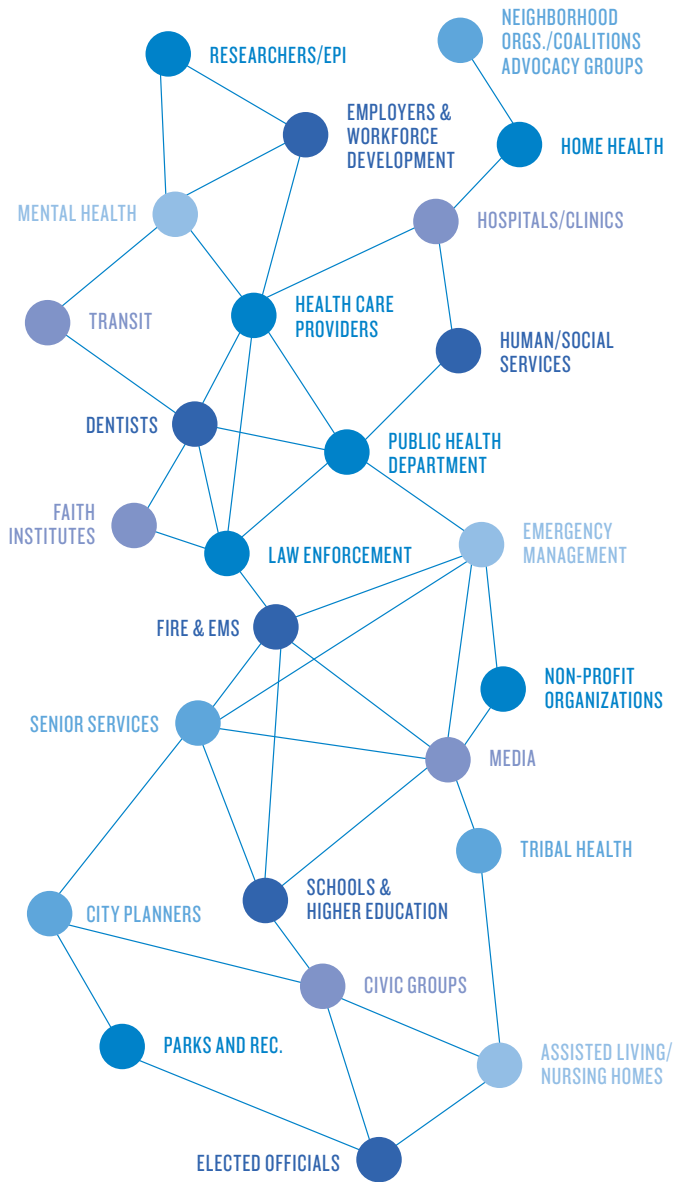 NEIGHBORHOOD
ORGS./COALITIONS
ADVOCACY GROUPS
RESEARCHERS/EPI
EMPLOYERS &
WORKFORCE
DEVELOPMENT
HOME HEALTH
MENTAL HEALTH
HOSPITALS/CLINICS
TRANSIT
HEALTH CARE
PROVIDERS
HUMAN/SOCIAL
SERVICES
DENTISTS
PUBLIC HEALTH
DEPARTMENT
FAITH
INSTITUTES
LAW ENFORCEMENT
EMERGENCY
MANAGEMENT
FIRE & EMS
NON-PROFIT
ORGANIZATIONS
SENIOR SERVICES
MEDIA
TRIBAL HEALTH
SCHOOLS &
HIGHER EDUCATION
CITY PLANNERS
CIVIC GROUPS
PARKS AND REC.
ASSISTED LIVING/
NURSING HOMES
ELECTED OFFICIALS